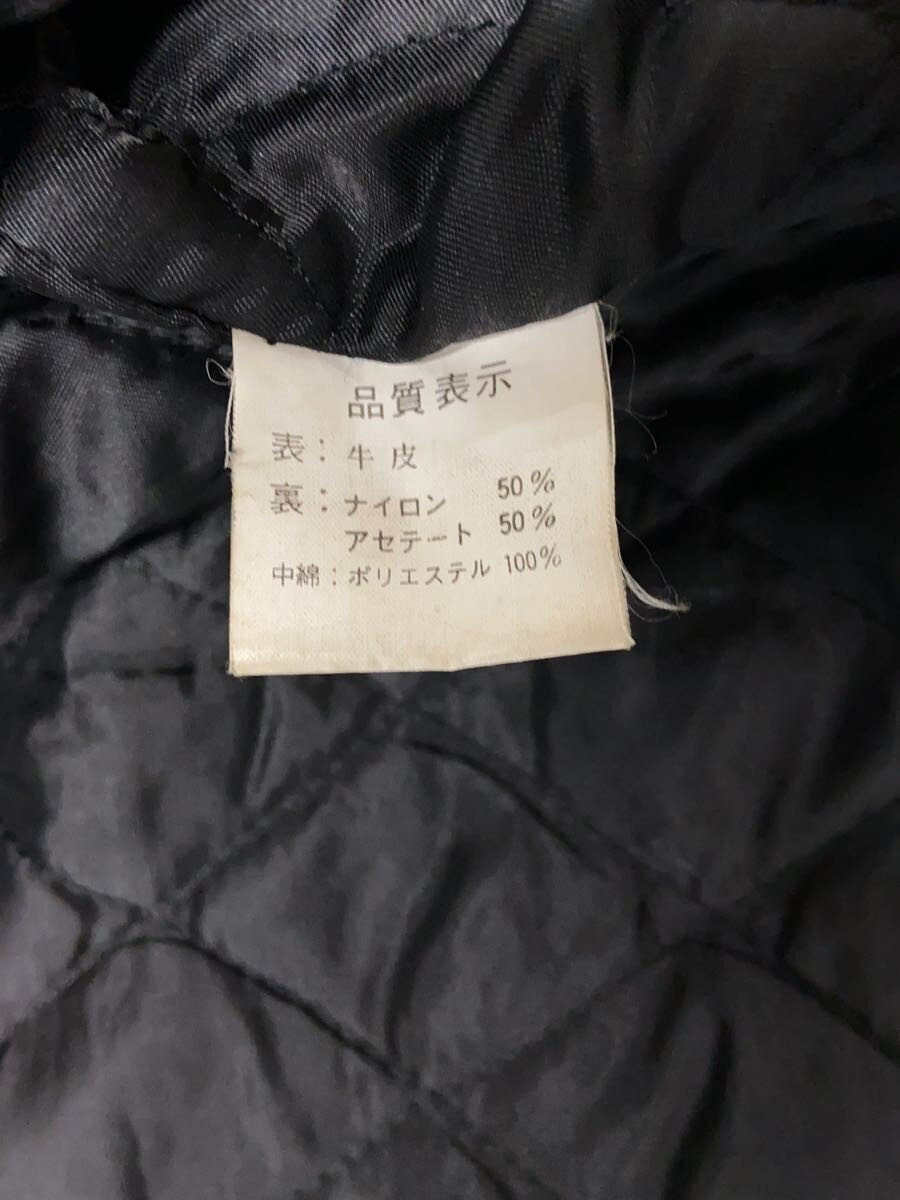 品質表示
表：牛皮
裏：ナイロン 50%
アセテート 50%
中綿：ポリエステル 100%